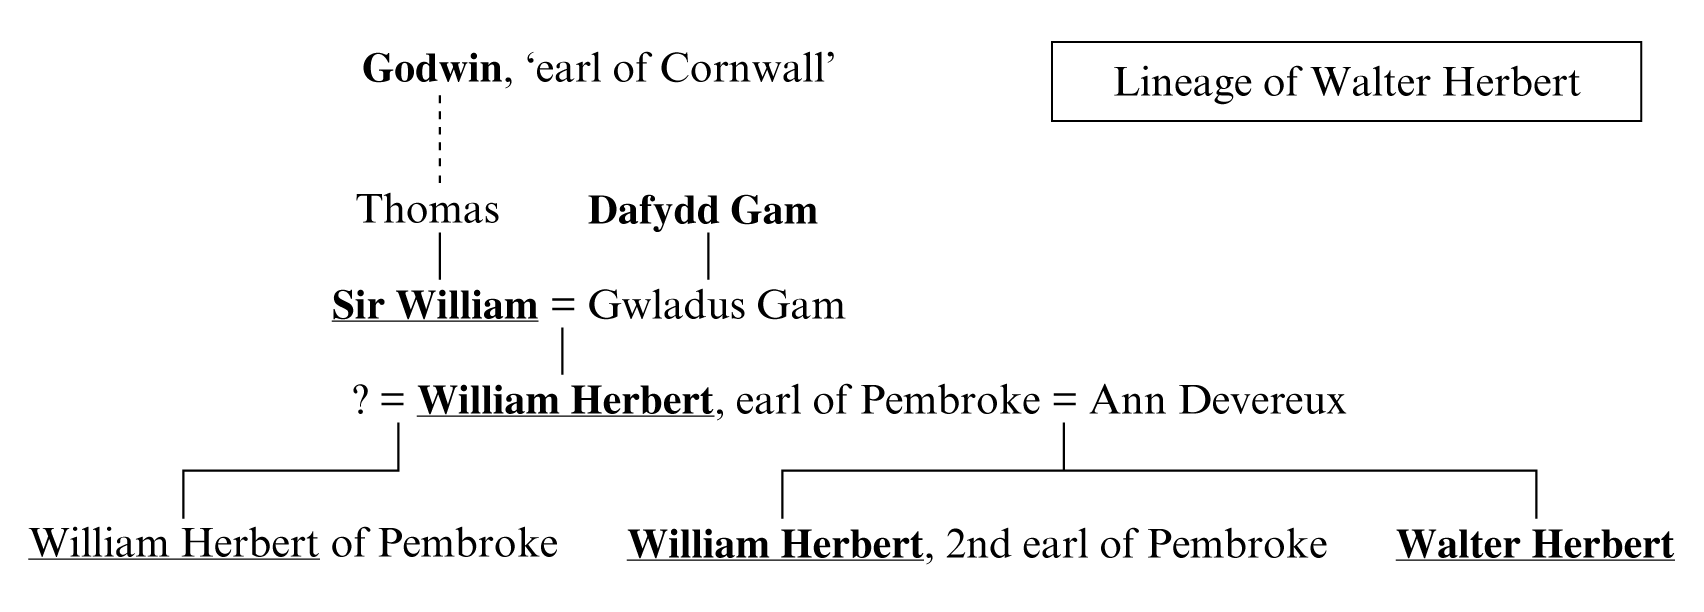 Godwin, ‘earl of Cornwall’
Lineage of Walter Herbert
Thomas
Dafydd Gam
Sir William = Gwladus Gam
? = William Herbert, earl of Pembroke = Ann Devereux
William Herbert of Pembroke
William Herbert, 2nd earl of Pembroke
Walter Herbert